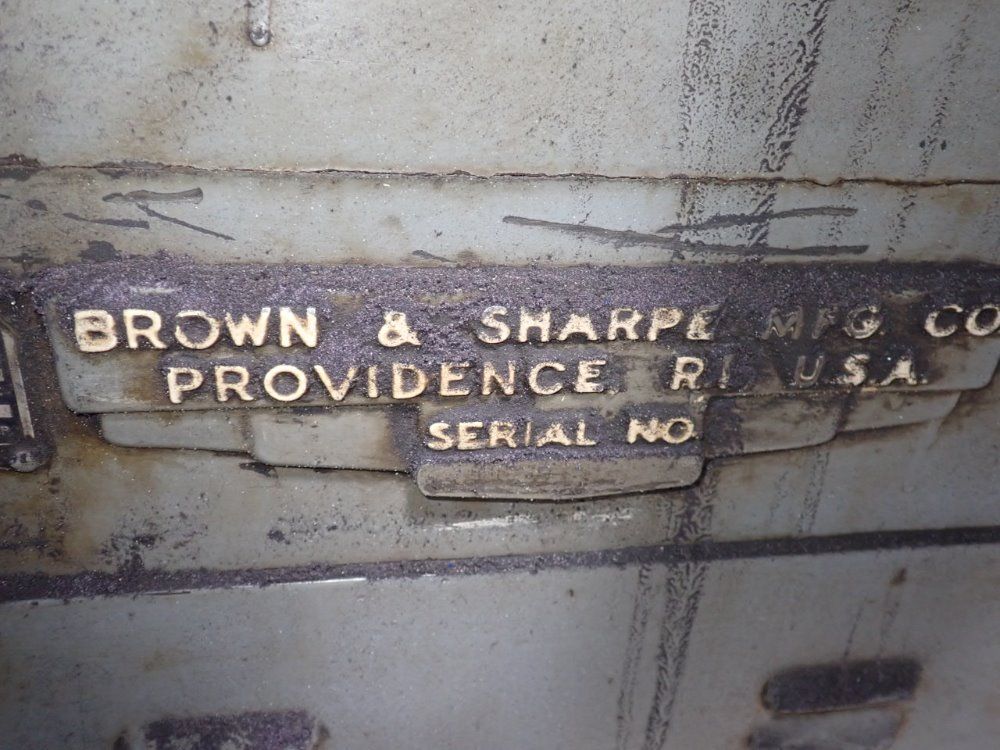 BROWN & SHARPE MFG. CO
PROVIDENCE, R.I., U.S.A.
SERIAL NO.